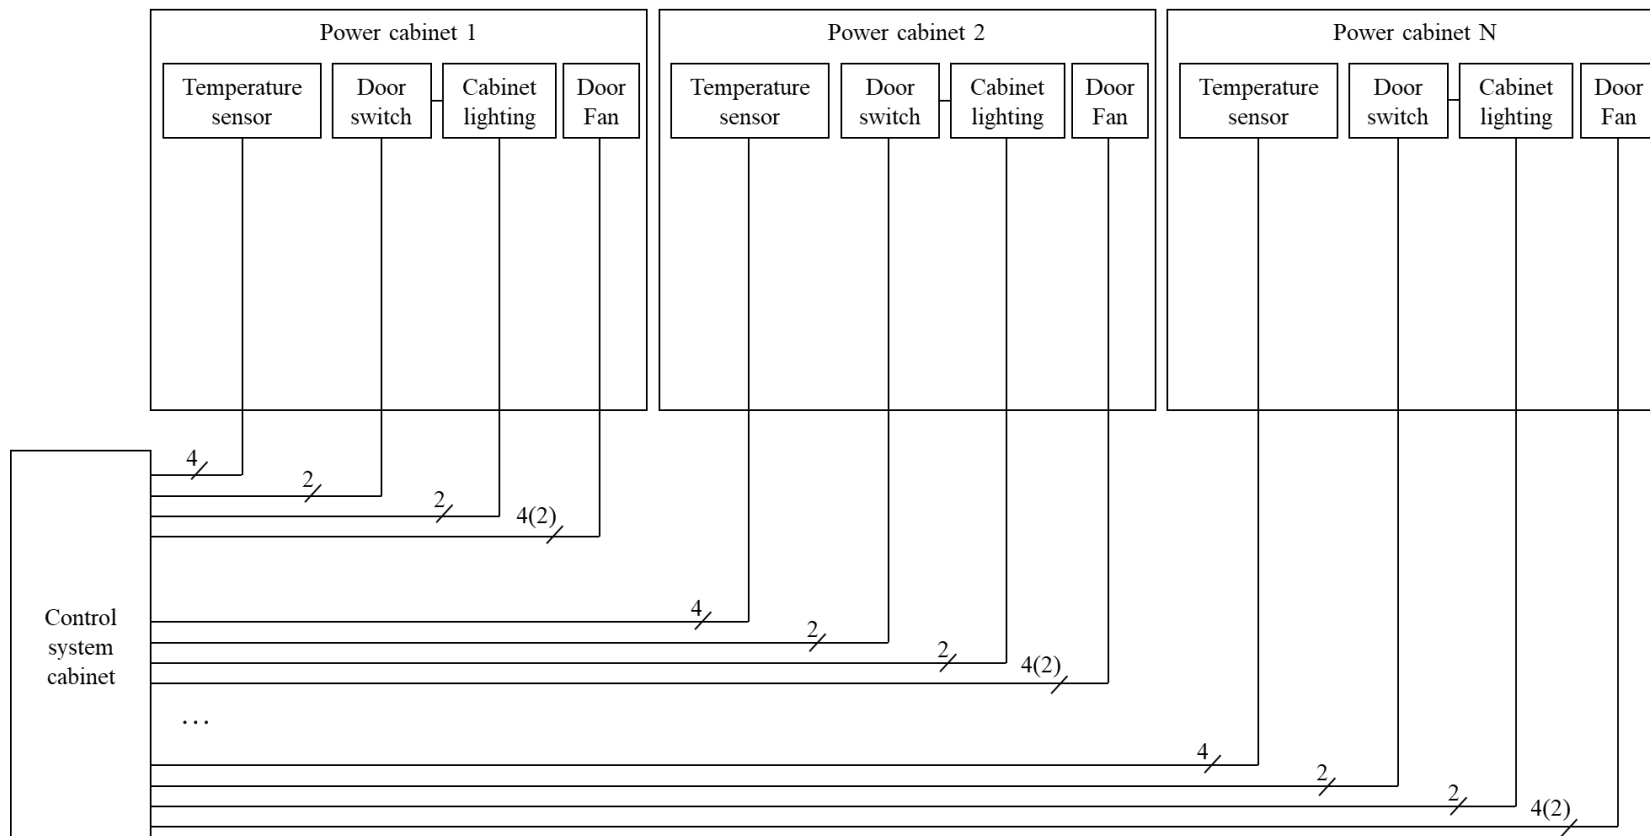 Power cabinet 1
Temperature
sensor
Door
switch
Cabinet
lighting
Door
Fan
Power cabinet 2
Temperature
sensor
Door
switch
Cabinet
lighting
Door
Fan
Power cabinet N
Temperature
sensor
Door
switch
Cabinet
lighting
Door
Fan
4
2
2
4(2)
Control
system
cabinet
4
2
2
4(2)
...
4
2
2
4(2)